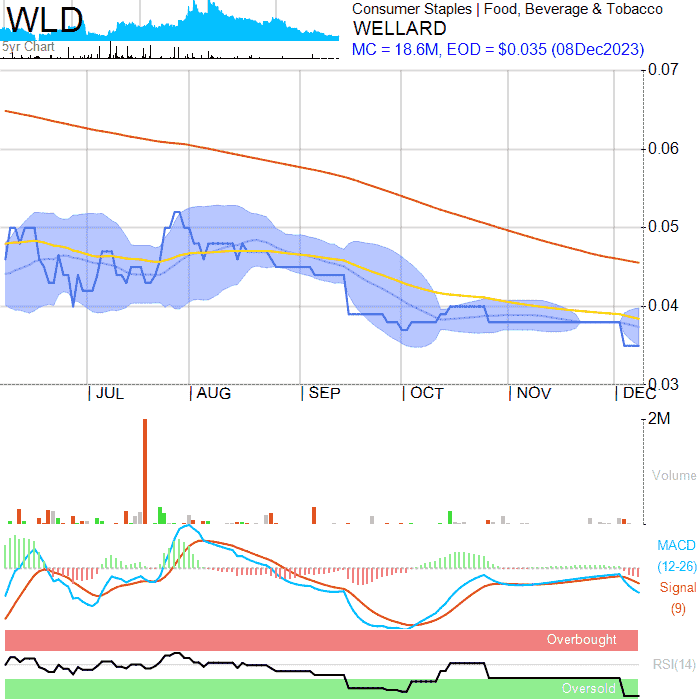 WLD
5yr Chart
Consumer Staples | Food, Beverage & Tobacco
WELLARD
MC = 18.6M, EOD = $0.035 (08Dec2023)
0.07
0.06
0.05
0.04
0.03
JUL
AUG
SEP
OCT
NOV
DEC
2M
Volume
MACD
(12-26)
Signal
(9)
Overbought
RSI(14)
Oversold